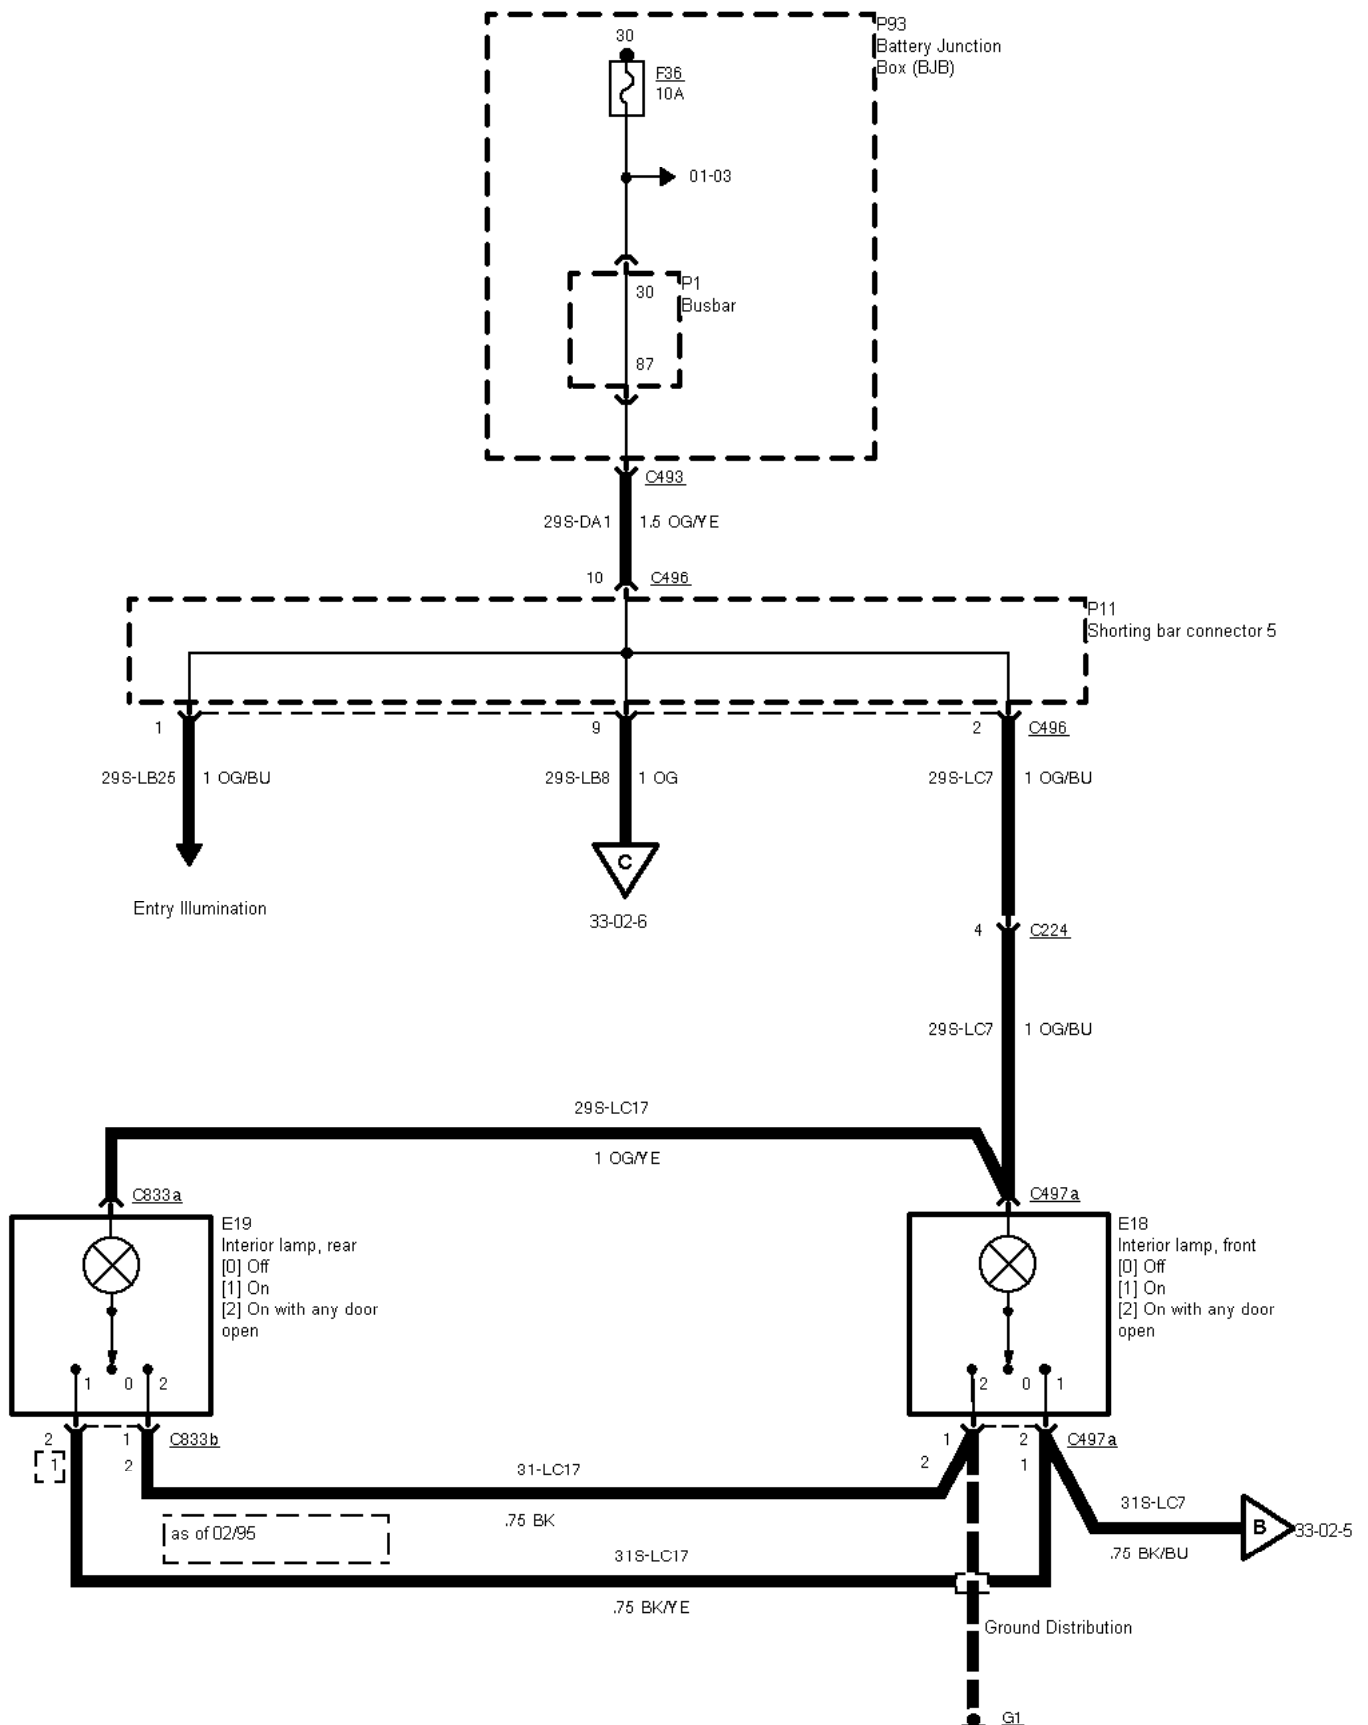 P93
Battery Junction
Box (BJB)
30
F36
10A
01-03
P1
Busbar
30
87
C493
29S-DA1 1.5 OG/YE
10 C496
P11
Shorting bar connector 5
1 9 2 C496
29S-LB25 1 OG/BU 29S-LB8 1 OG 29S-LC7 1 OG/BU
C
Entry Illumination
33-02-6
4 C224
29S-LC7 1 OG/BU
29S-LC17
1 OG/YE
C833a C497a
E19
Interior lamp, rear
[0] Off
[1] On
[2] On with any door
open
E18
Interior lamp, front
[0] Off
[1] On
[2] On with any door
open
1 0 2
2 0 1
2 1 C833b
1 2
1 2 C497a
2 1
31-LC17
.75 BK
31S-LC7
B
33-02-5
.75 BK/BU
as of 02/95
31S-LC17
.75 BK/YE
Ground Distribution
G1